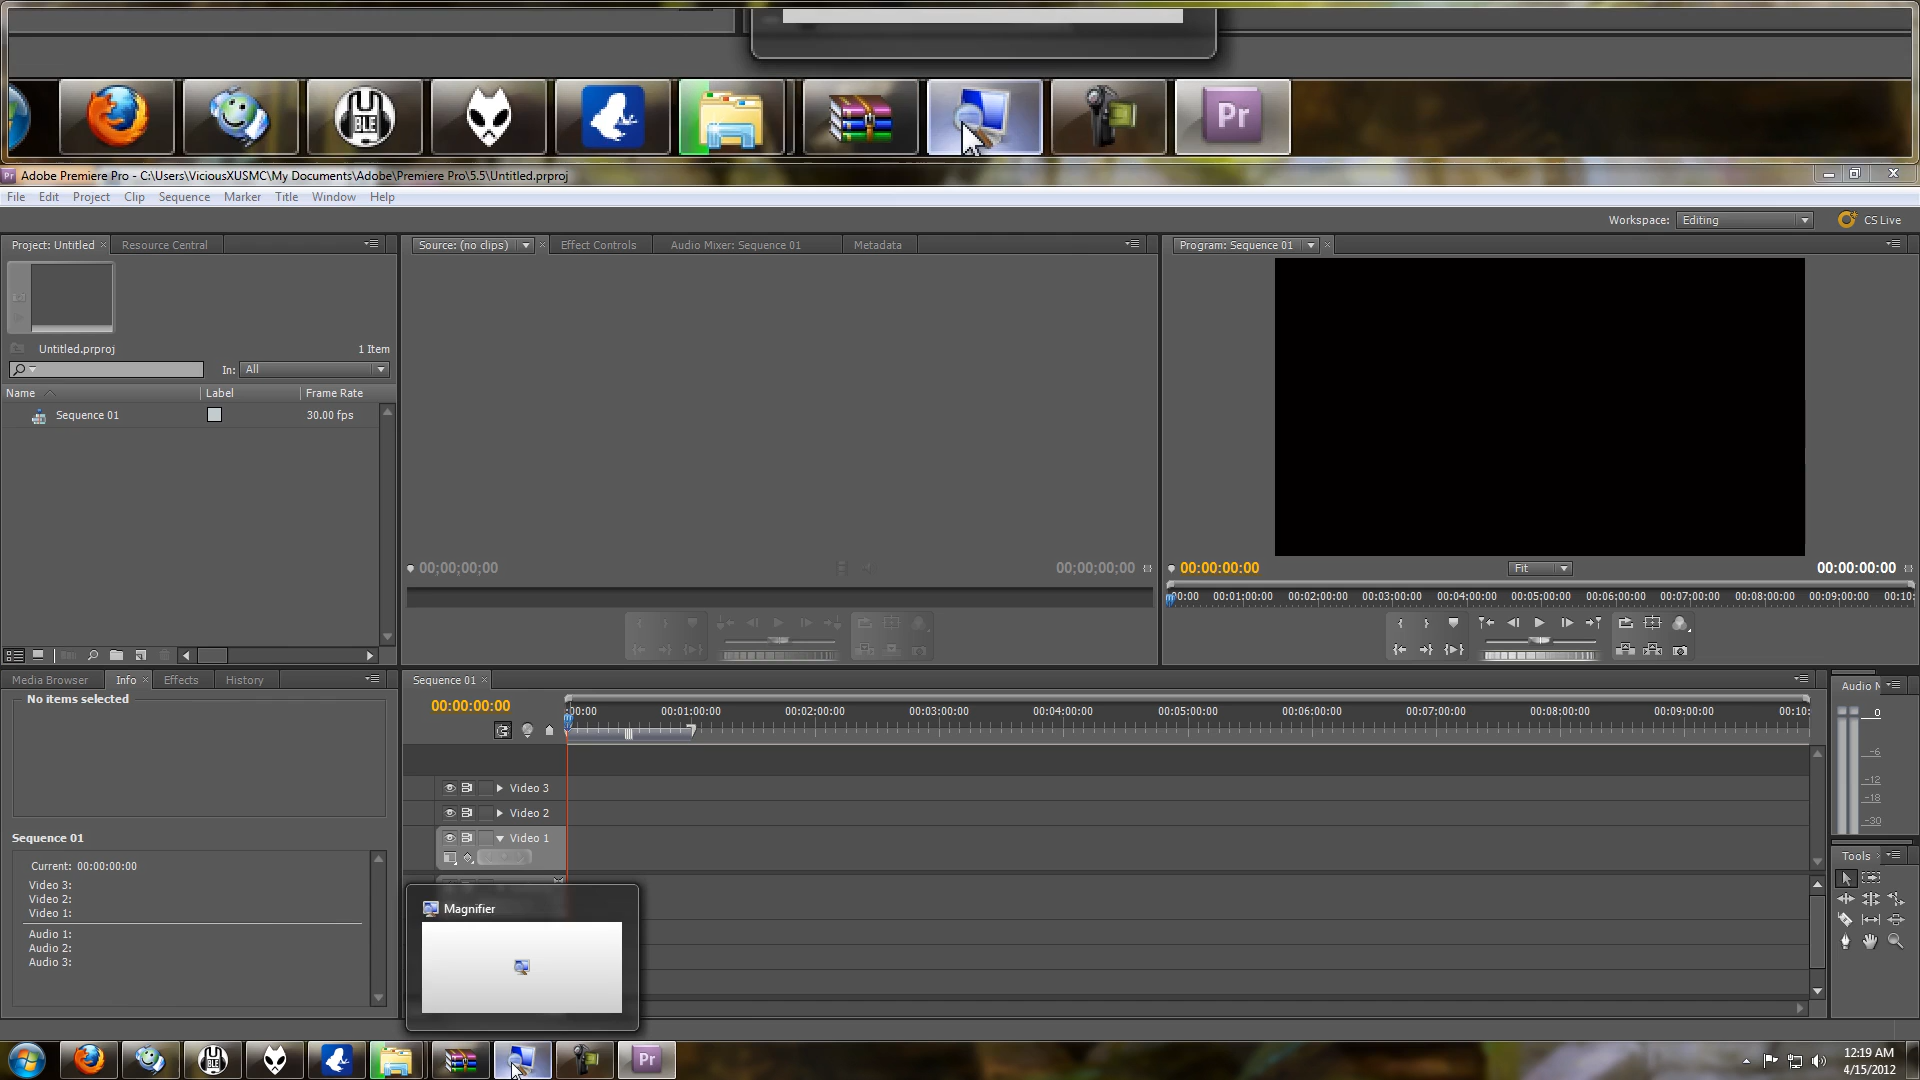 BLE
Pr
Pr Adobe Premiere Pro - C:\Users\ViciousXUSMC\My Documents\Adobe\Premiere Pro\5.5\Untitled.prproj
File Edit Project Clip Sequence Marker Title Window Help
Workspace: Editing CS Live
Project: Untitled Resource Central Source: (no clips) Effect Controls Audio Mixer: Sequence 01 Metadata Program: Sequence 01
Untitled.prproj 1 Item
In: All
Name Label Frame Rate
Sequence 01 30.00 fps
00;00;00;00 00;00;00;00 00:00:00:00 Fit 00:00:00:00
00:00 00:01:00:00 00:02:00:00 00:03:00:00 00:04:00:00 00:05:00:00 00:06:00:00 00:07:00:00 00:08:00:00 00:09:00:00 00:10:
Media Browser Info Effects History Sequence 01
No items selected
Audio M
00:00:00:00
:00:00 00:01:00:00 00:02:00:00 00:03:00:00 00:04:00:00 00:05:00:00 00:06:00:00 00:07:00:00 00:08:00:00 00:09:00:00 00:10:
0
-6
-12
-18
-30
Video 3
Video 2
Video 1
Sequence 01
Current: 00:00:00:00
Video 3:
Video 2:
Video 1:
Audio 1:
Audio 2:
Audio 3:
Tools
Magnifier
BLE
Pr
12:19 AM
4/15/2012